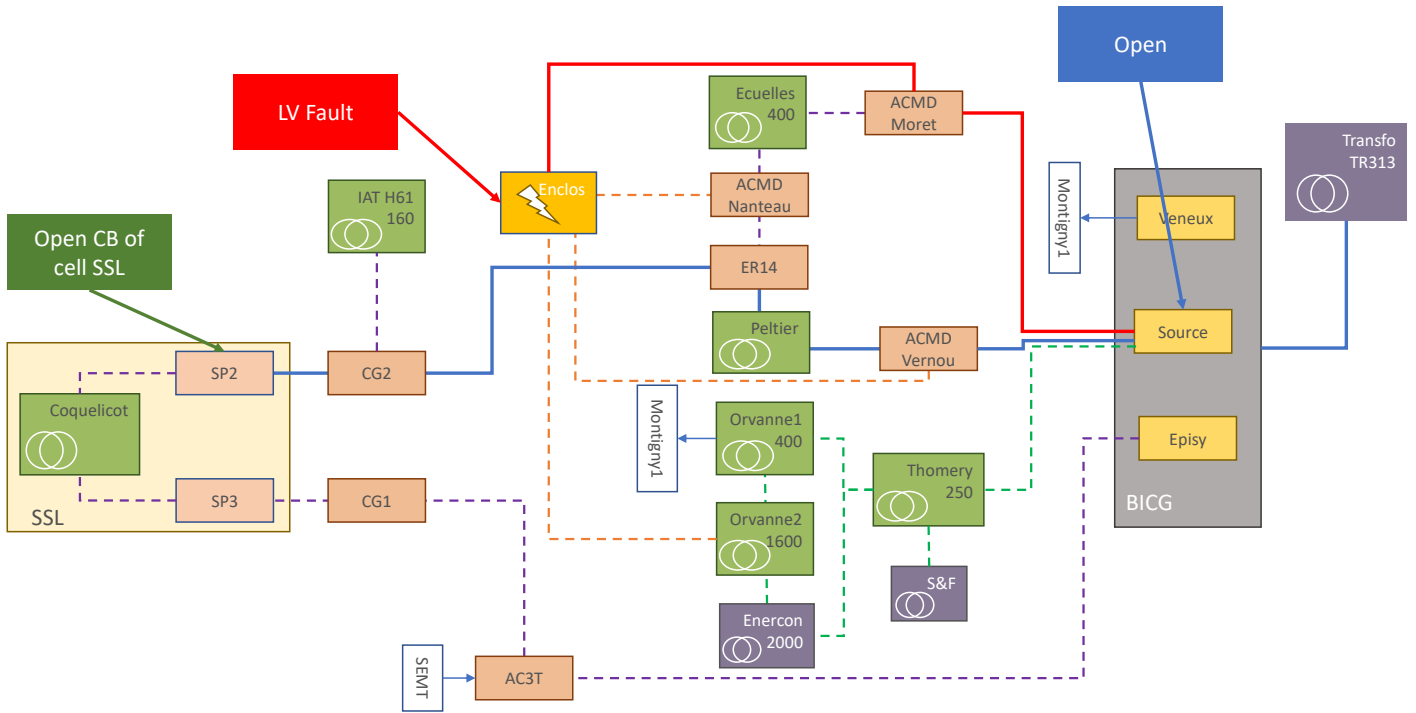 Open
LV Fault
Ecuelles
400
ACMD
Moret
Transfo
TR313
Enclos
ACMD
Nanteau
IAT H61
160
Montigny1
Veneux
Open CB of
cell SSL
ER14
Peltier
ACMD
Vernou
Source
SP2
CG2
Coquelicot
Montigny1
Orvanne1
400
Episy
Thomery
250
SP3
CG1
SSL
BICG
Orvanne2
1600
S&F
Enercon
2000
SEMT
AC3T